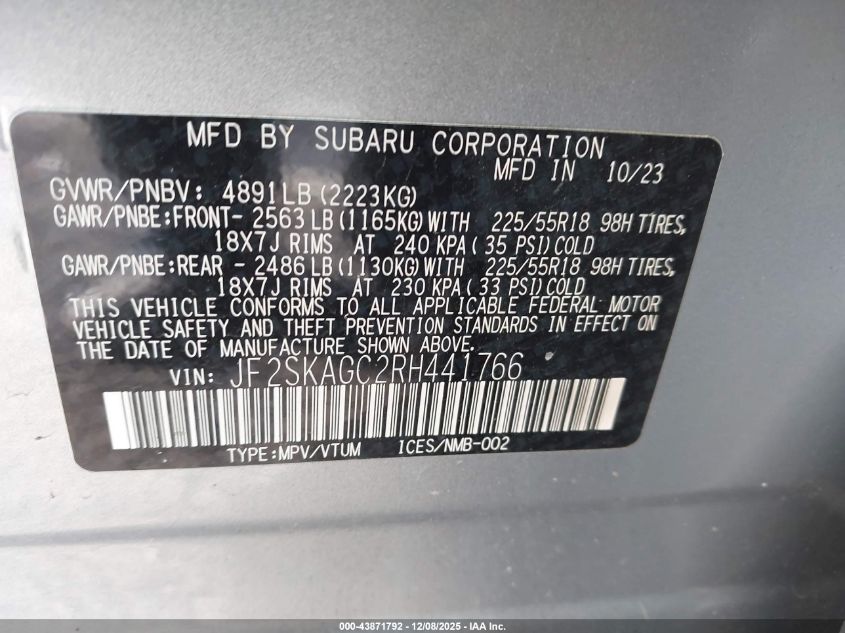 MFD BY SUBARU CORPORATION
MFD IN 10/23
GVWR/PNBV: 4891LB(2223KG)
GAWR/PNBE:FRONT- 2563LB(1165KG)WITH 225/55R18 98H TIRES,
18X7J RIMS AT 240 KPA( 35 PSI)COLD
GAWR/PNBE:REAR - 2486LB(1130KG)WITH 225/55R18 98H TIRES,
18X7J RIMS AT 230 KPA( 33 PSI)COLD
THIS VEHICLE CONFORMS TO ALL APPLICABLE FEDERAL MOTOR
VEHICLE SAFETY AND THEFT PREVENTION STANDARDS IN EFFECT ON
THE DATE OF MANUFACTURE SHOWN ABOVE.
VIN: JF2SKAGC2RH441766
TYPE:MPV/VTUM ICES/NMB-002
000-43871792 - 12/08/2025 - IAA Inc.